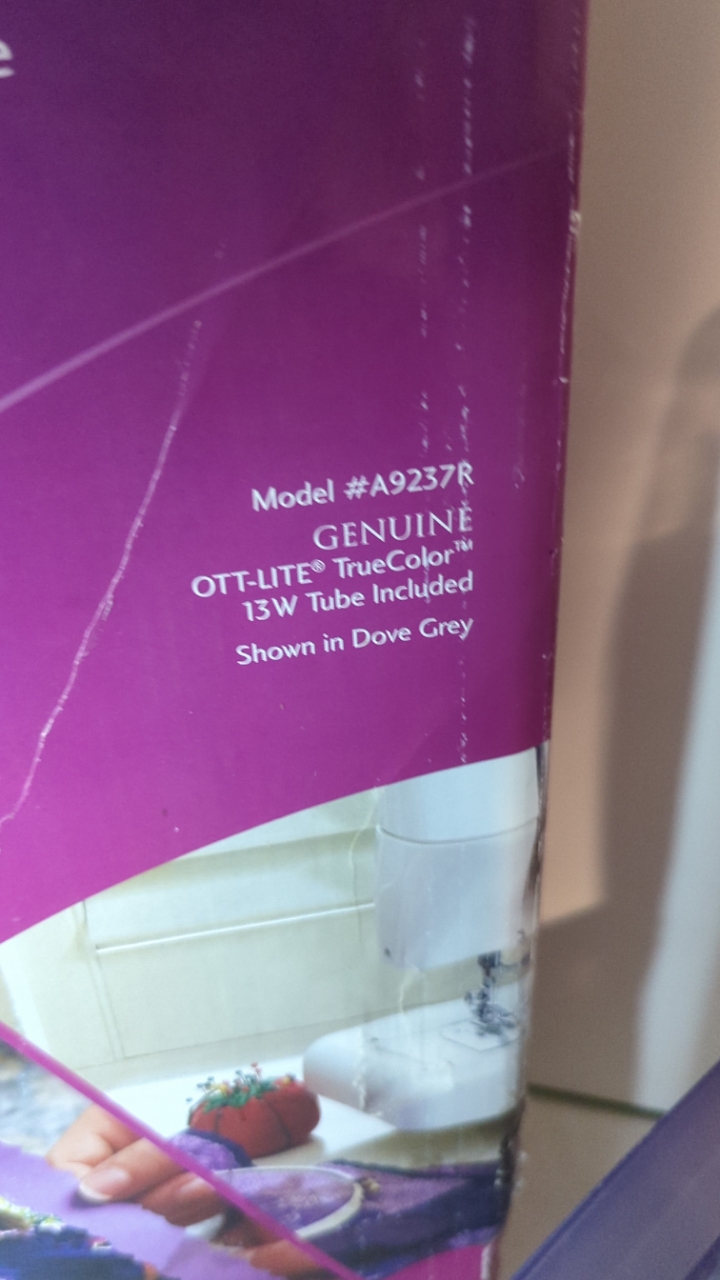 e
Model #A9237R
GENUINE
OTT-LITE® TrueColor™
13W Tube Included
Shown in Dove Grey